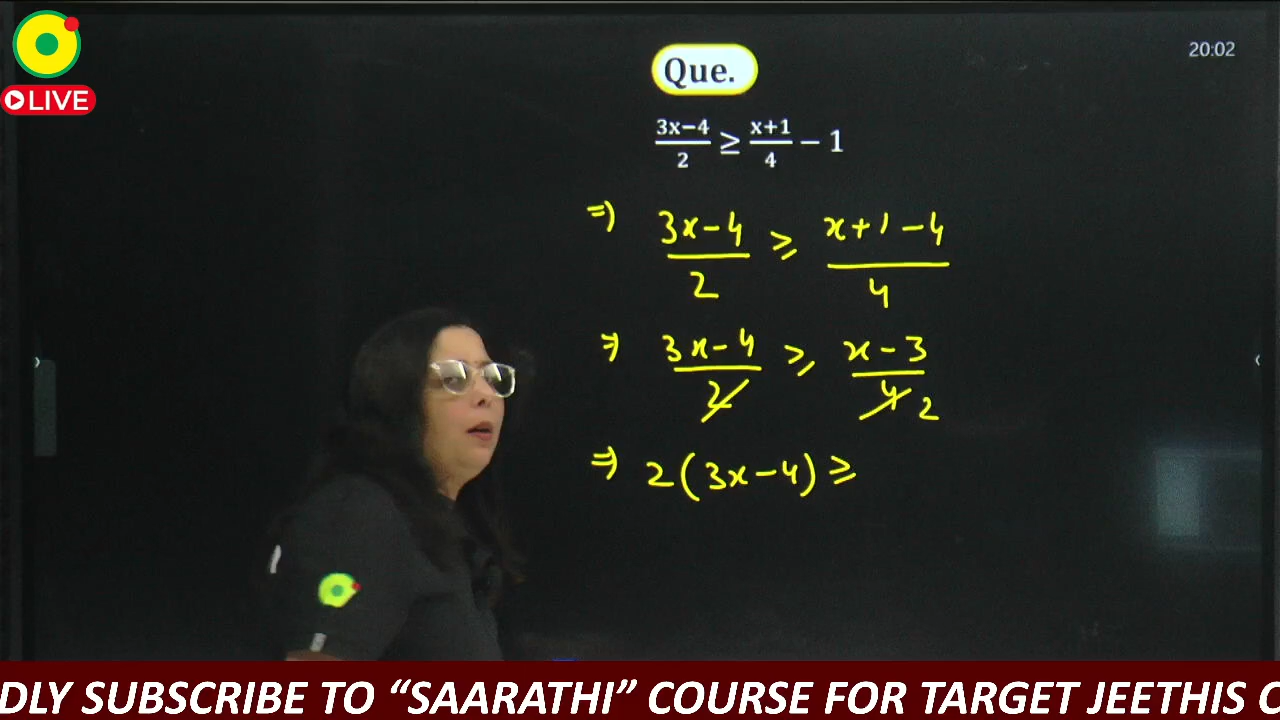 LIVE
20:02
Que.
(3x−4)/2 ≥ (x+1)/4 − 1
⇒ (3x−4)/2 ≥ (x+1−4)/4
⇒ (3x−4)/2 ≥ (x−3)/4 2
⇒ 2(3x−4) ≥
DLY SUBSCRIBE TO “SAARATHI” COURSE FOR TARGET JEETHIS C